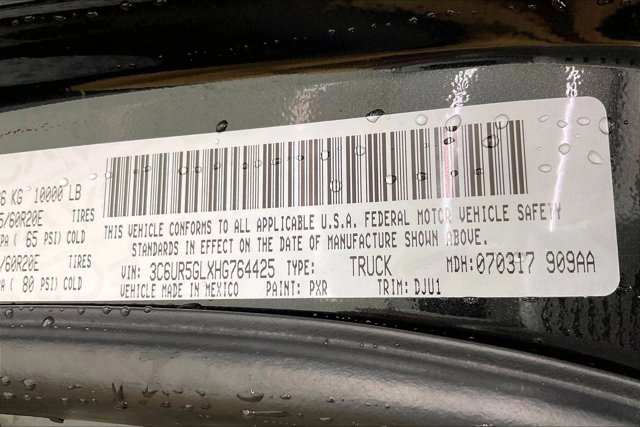 6 KG 10000 LB
5/60R20E TIRES
PA ( 65 PSI) COLD
/60R20E TIRES
PA ( 80 PSI) COLD
THIS VEHICLE CONFORMS TO ALL APPLICABLE U.S.A. FEDERAL MOTOR VEHICLE SAFETY
STANDARDS IN EFFECT ON THE DATE OF MANUFACTURE SHOWN ABOVE.
VIN: 3C6UR5GLXHG764425 TYPE: TRUCK MDH: 070317 909AA
VEHICLE MADE IN MEXICO PAINT: PXR TRIM: DJU1